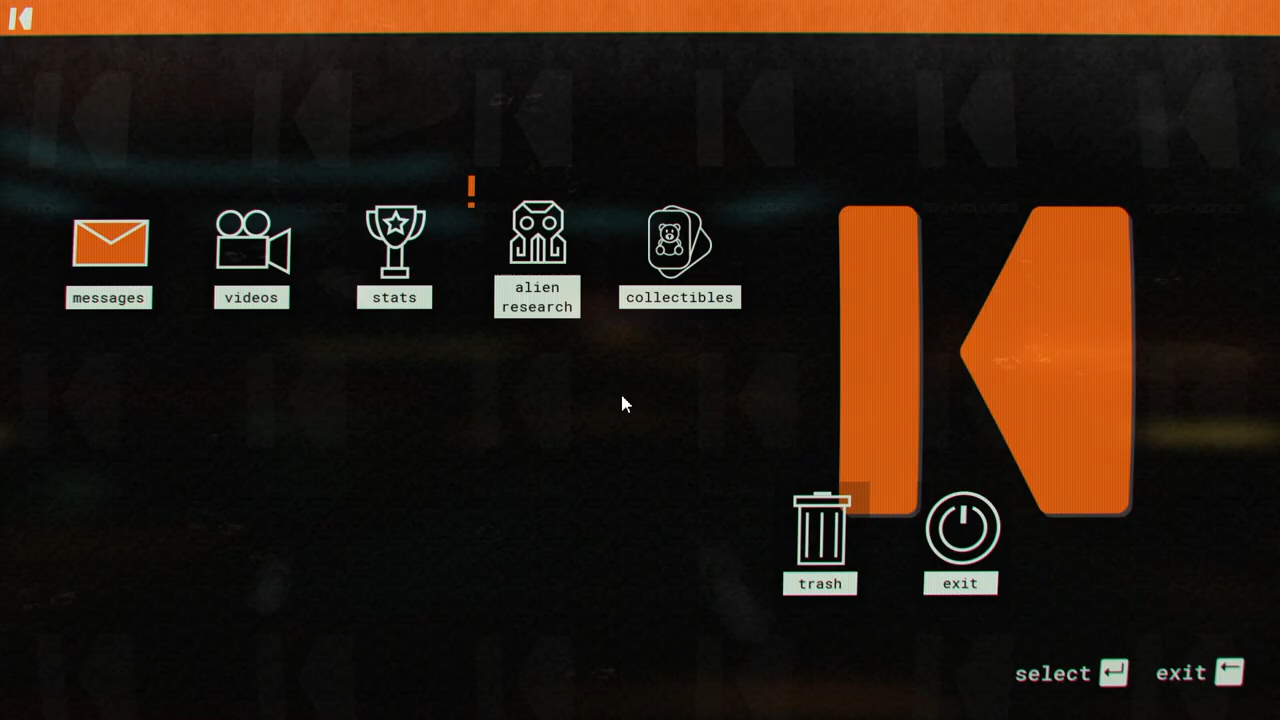 messages
videos
stats
alien
research
collectibles
trash
exit
select
exit